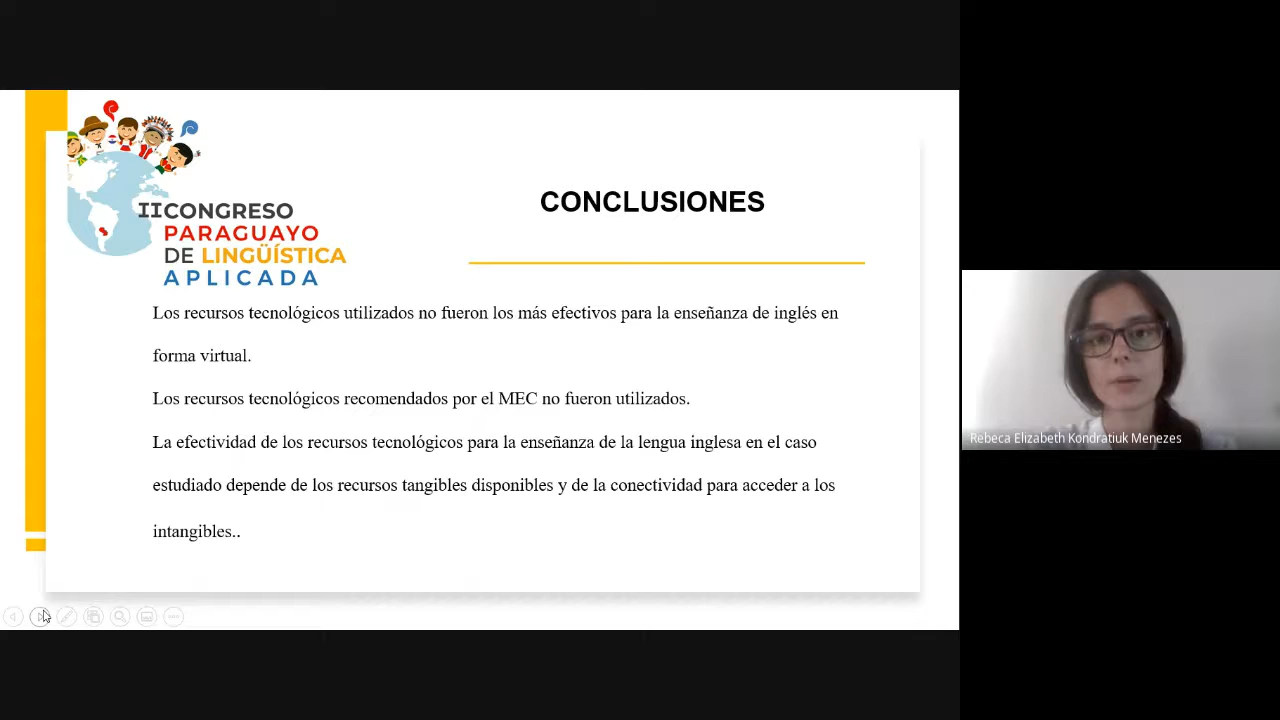 II CONGRESO
PARAGUAYO
DE LINGÜÍSTICA
APLICADA
CONCLUSIONES
Los recursos tecnológicos utilizados no fueron los más efectivos para la enseñanza de inglés en
forma virtual.
Los recursos tecnológicos recomendados por el MEC no fueron utilizados.
La efectividad de los recursos tecnológicos para la enseñanza de la lengua inglesa en el caso
estudiado depende de los recursos tangibles disponibles y de la conectividad para acceder a los
intangibles..
Rebeca Elizabeth Kondratiuk Menezes